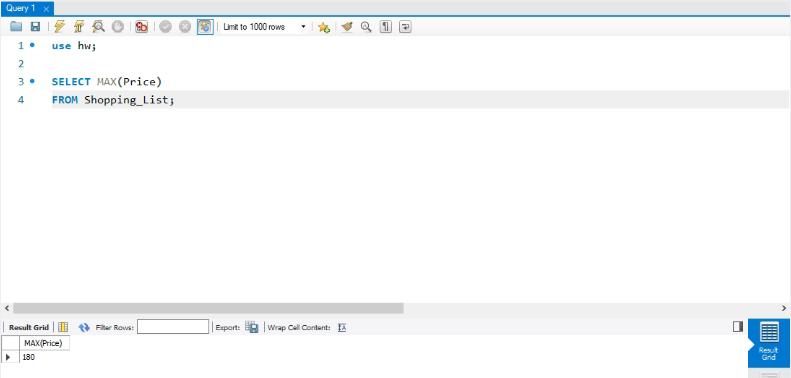 Query 1
Limit to 1000 rows
1 use hw;
2
3 SELECT MAX(Price)
4 FROM Shopping_List;
Result Grid Filter Rows: Export: Wrap Cell Content:
MAX(Price)
180
Result
Grid